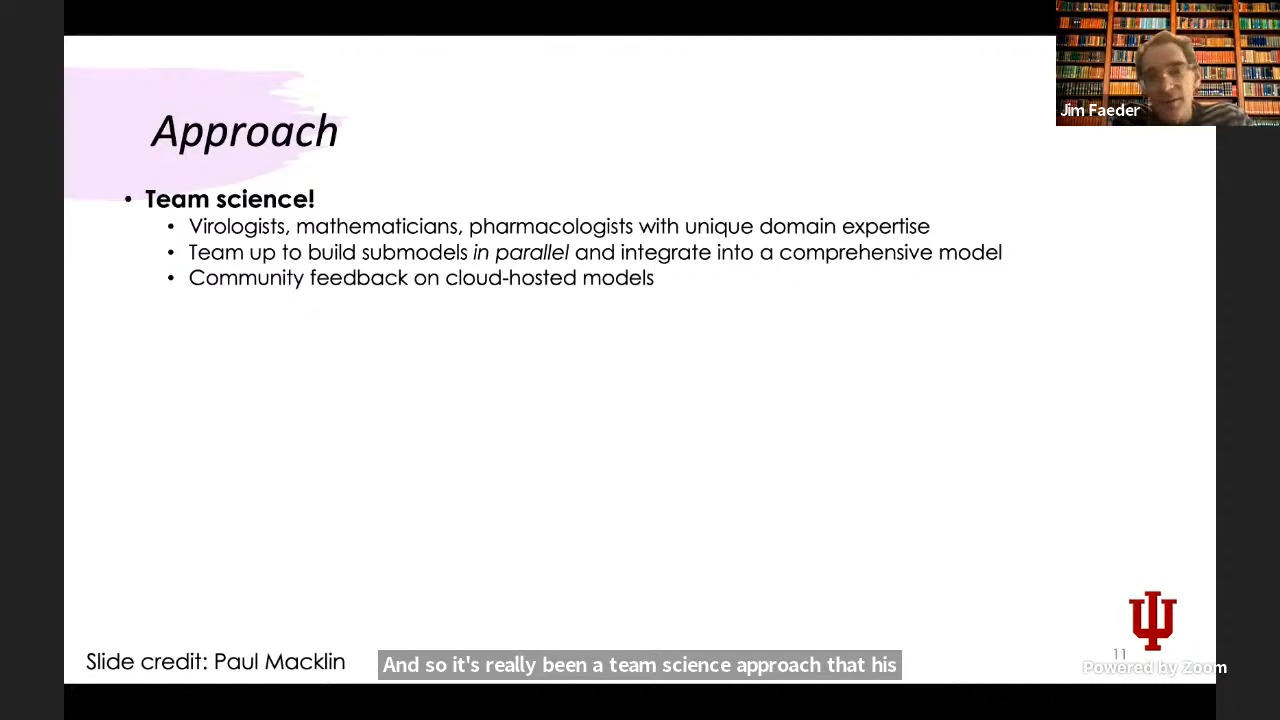 Jim Faeder
Approach
• Team science!
• Virologists, mathematicians, pharmacologists with unique domain expertise
• Team up to build submodels in parallel and integrate into a comprehensive model
• Community feedback on cloud-hosted models
Slide credit: Paul Macklin
And so it's really been a team science approach that his
11
Powered by Zoom